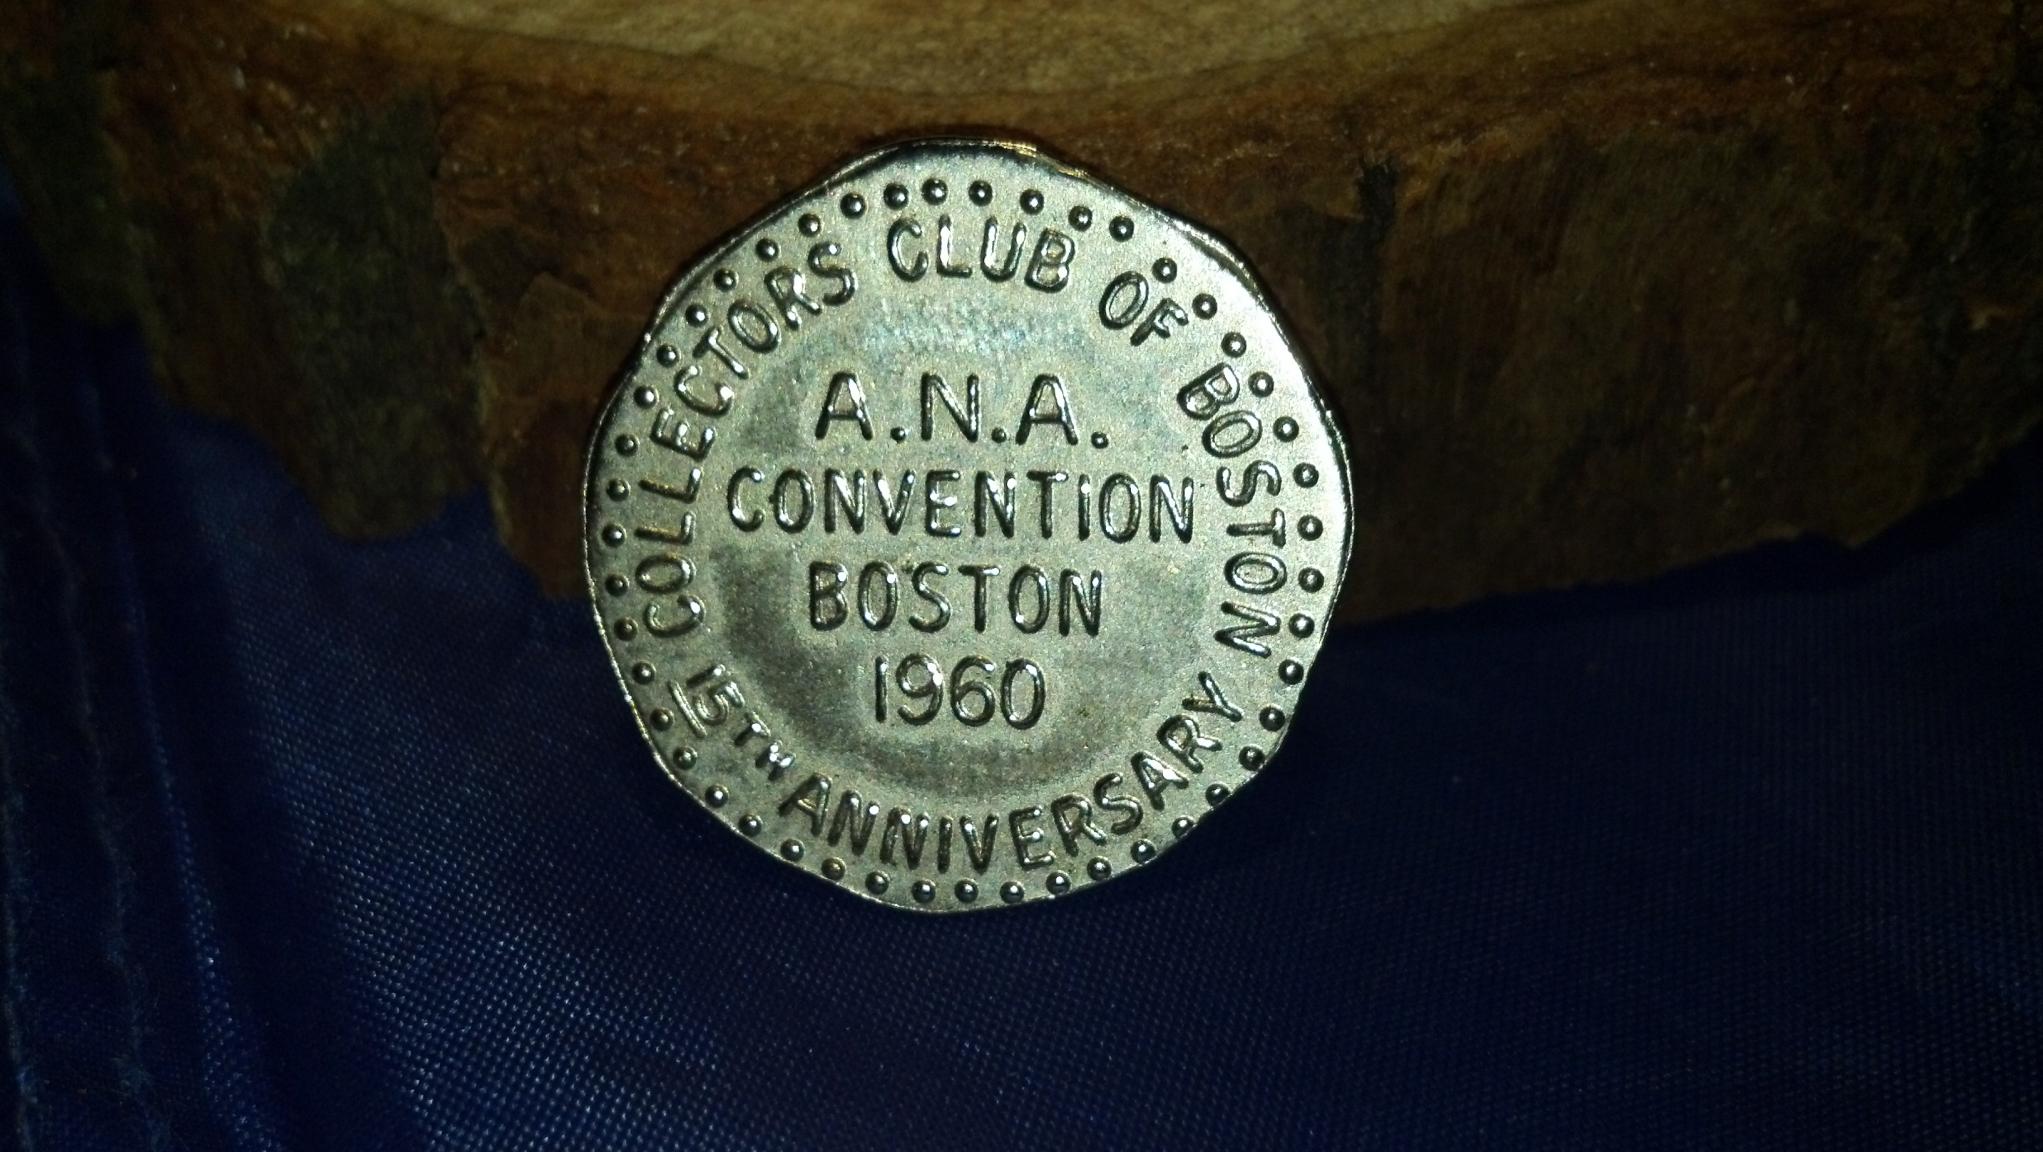 COLLECTORS CLUB OF BOSTON
A.N.A.
CONVENTION
BOSTON
1960
15TH ANNIVERSARY